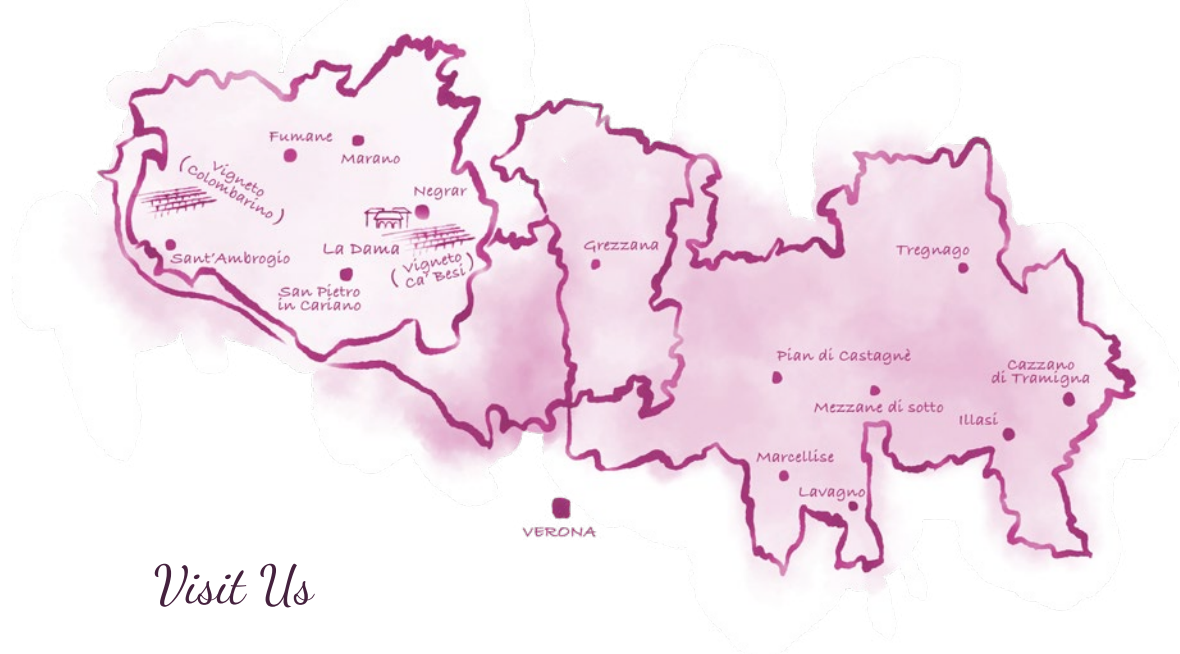 Fumane
Marano
(Vigneto
Colombarino)
Negrar
Sant'Ambrogio
La Dama
(Vigneto
Ca' Besi)
San Pietro
in Cariano
Grezzana
Tregnago
Pian di Castagnè
Cazzano
di Tramigna
Mezzane di sotto
Illasi
Marcellise
Lavagno
VERONA
Visit Us